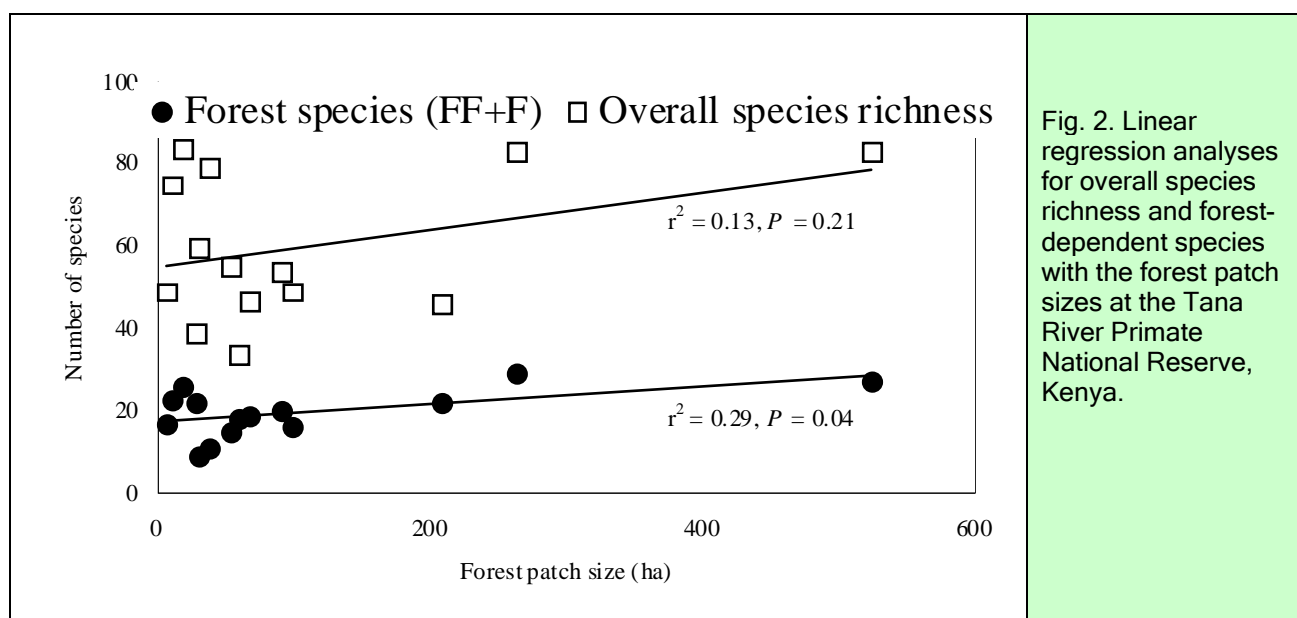 100
● Forest species (FF+F) □ Overall species richness
80
60
40
20
0
Number of species
r² = 0.13, P = 0.21
r² = 0.29, P = 0.04
0 200 400 600
Forest patch size (ha)
Fig. 2. Linear
regression analyses
for overall species
richness and forest-
dependent species
with the forest patch
sizes at the Tana
River Primate
National Reserve,
Kenya.